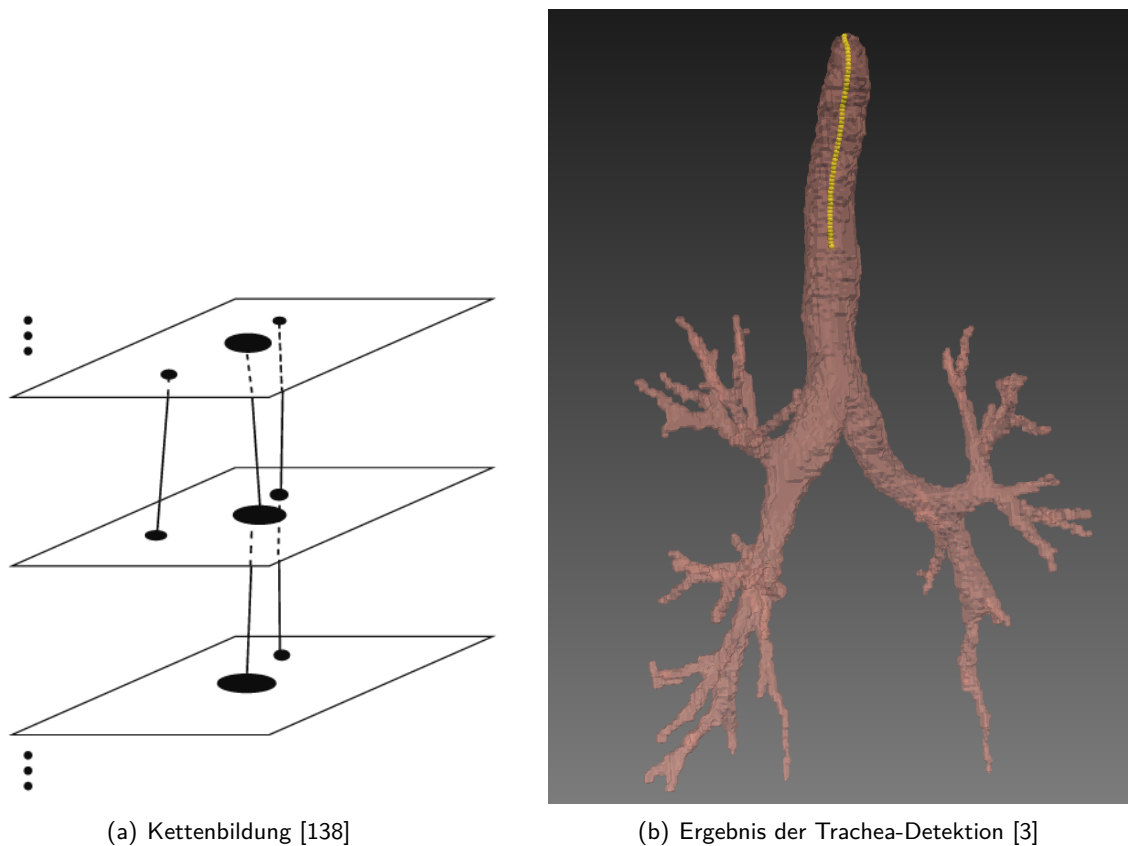 (a) Kettenbildung [138]
(b) Ergebnis der Trachea-Detektion [3]